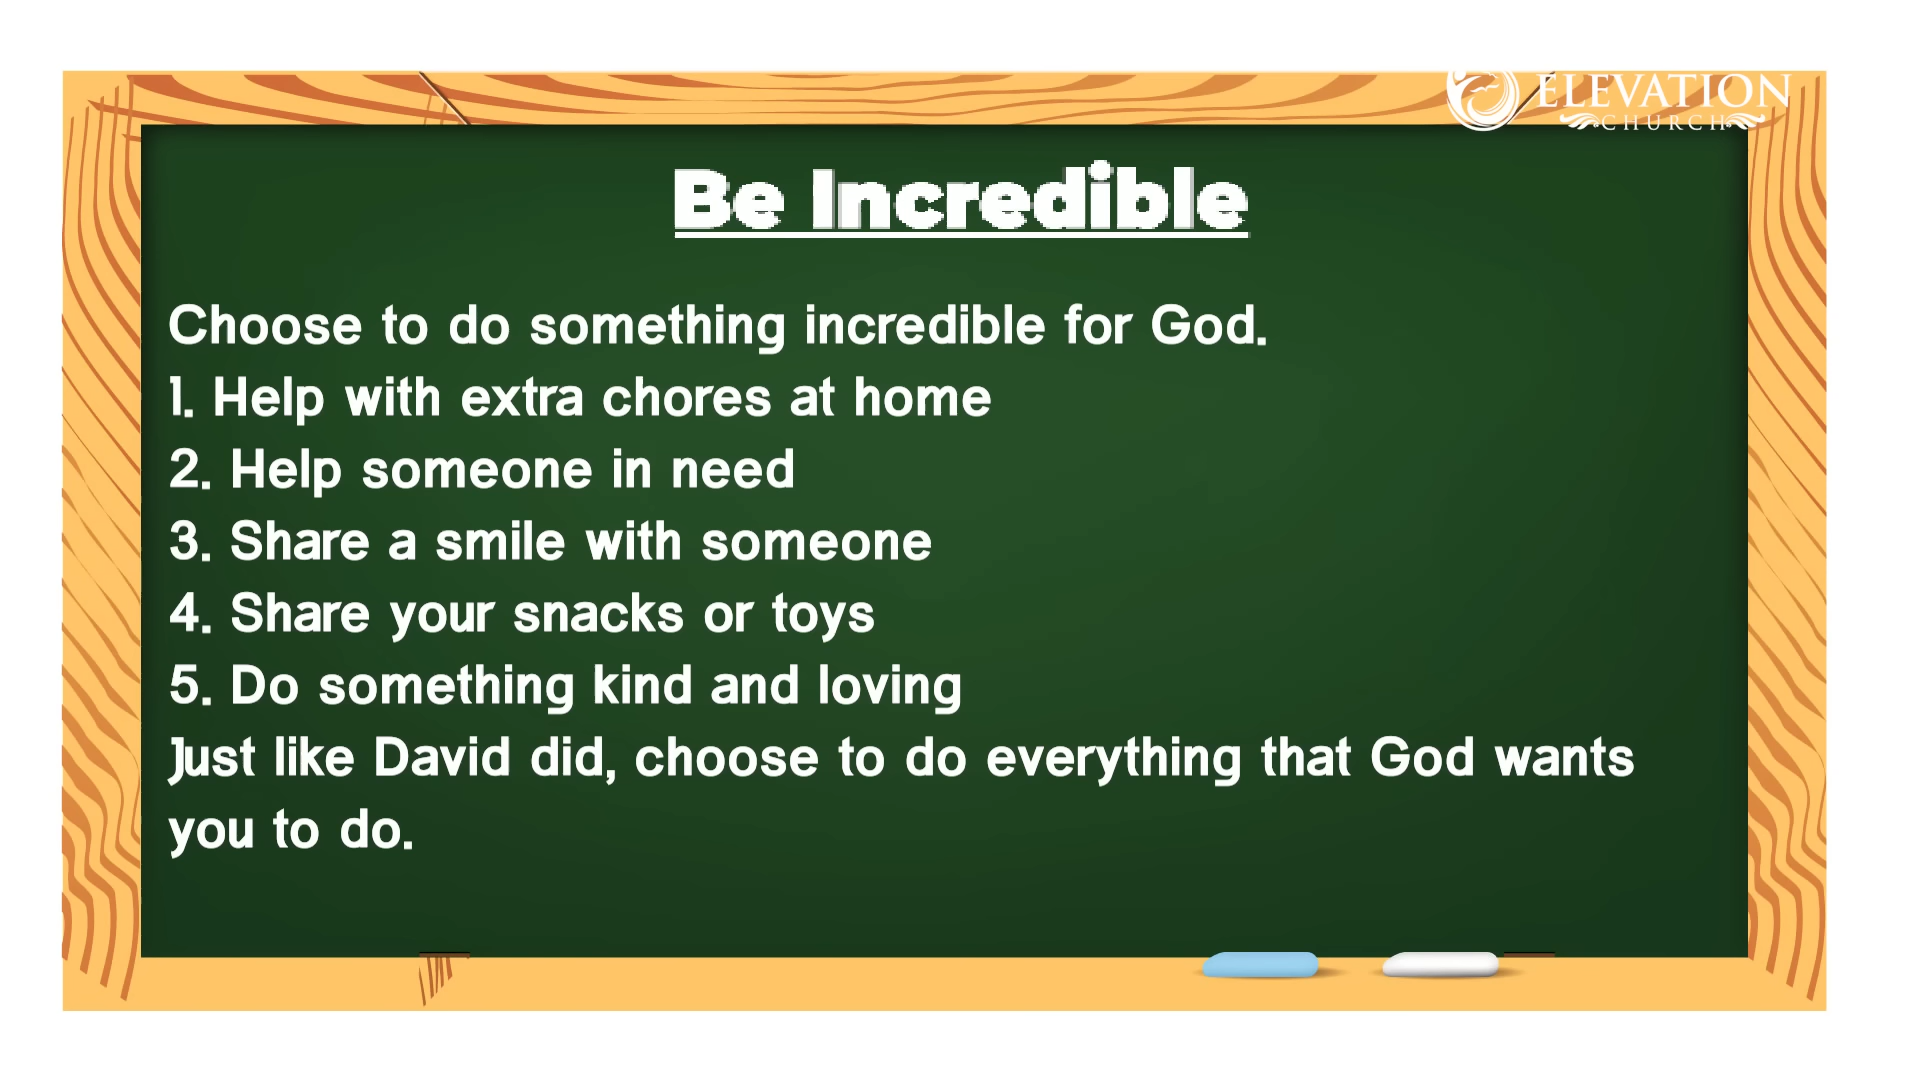 ELEVATION
CHURCH
Be Incredible
Choose to do something incredible for God.
1. Help with extra chores at home
2. Help someone in need
3. Share a smile with someone
4. Share your snacks or toys
5. Do something kind and loving
Just like David did, choose to do everything that God wants
you to do.